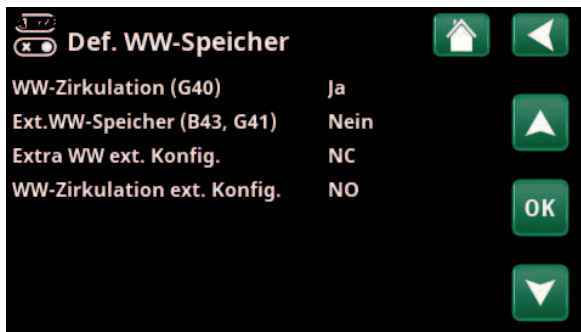 Def. WW-Speicher
WW-Zirkulation (G40) Ja
Ext.WW-Speicher (B43, G41) Nein
Extra WW ext. Konfig. NC
WW-Zirkulation ext. Konfig. NO
OK